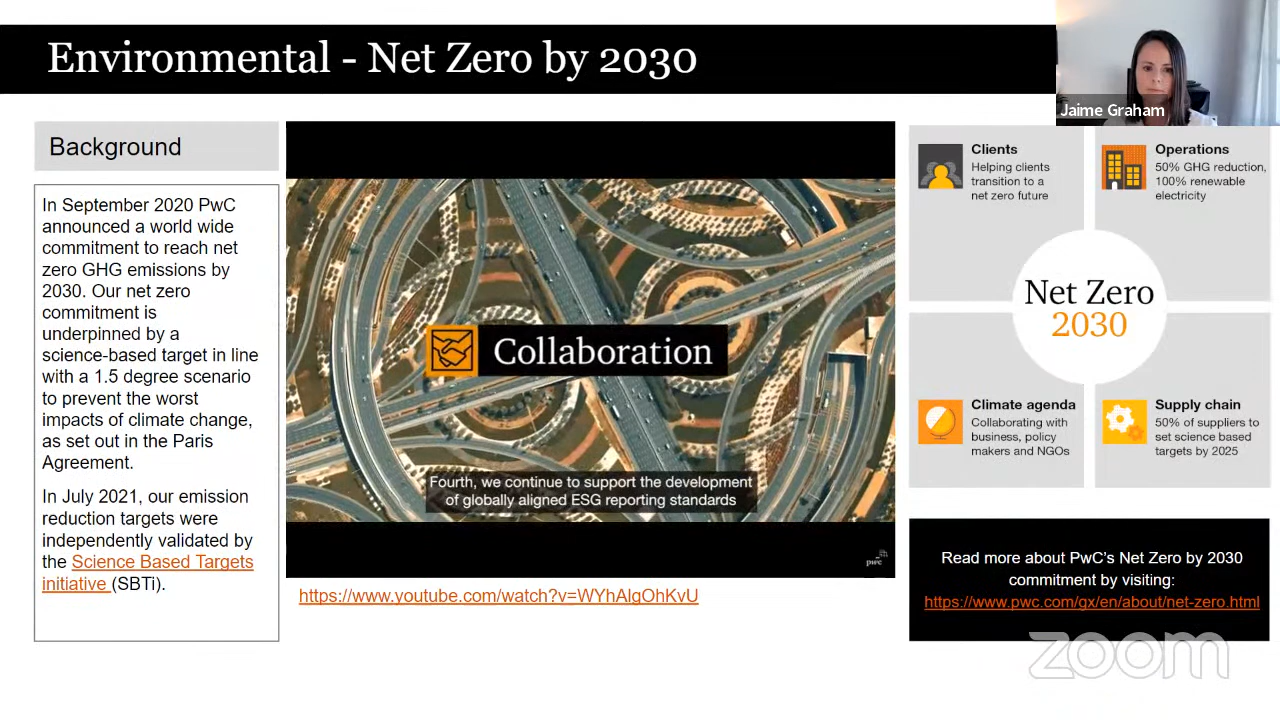 Environmental - Net Zero by 2030
Jaime Graham
Background
In September 2020 PwC
announced a world wide
commitment to reach net
zero GHG emissions by
2030. Our net zero
commitment is
underpinned by a
science-based target in line
with a 1.5 degree scenario
to prevent the worst
impacts of climate change,
as set out in the Paris
Agreement.
In July 2021, our emission
reduction targets were
independently validated by
the Science Based Targets
initiative (SBTi).
Collaboration
Fourth, we continue to support the development
of globally aligned ESG reporting standards
pwc
https://www.youtube.com/watch?v=WYhAlgOhKvU
Clients
Helping clients
transition to a
net zero future
Operations
50% GHG reduction,
100% renewable
electricity
Net Zero
2030
Climate agenda
Collaborating with
business, policy
makers and NGOs
Supply chain
50% of suppliers to
set science based
targets by 2025
Read more about PwC's Net Zero by 2030
commitment by visiting:
https://www.pwc.com/gx/en/about/net-zero.html
zoom